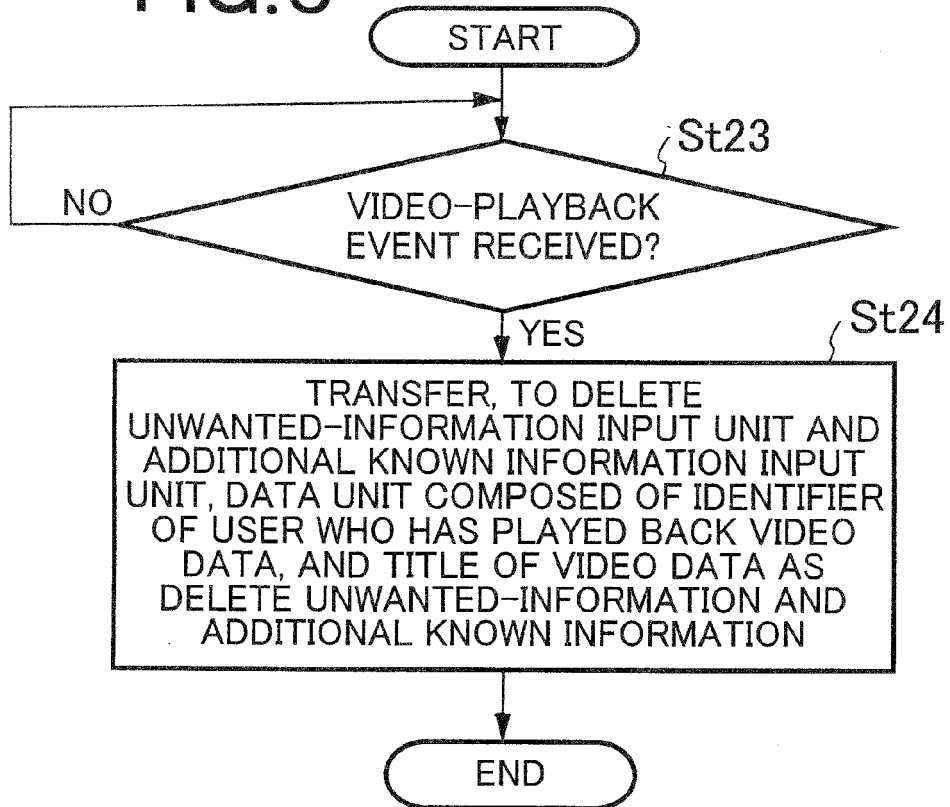 START
St23
NO
VIDEO-PLAYBACK
EVENT RECEIVED?
YES
St24
TRANSFER, TO DELETE
UNWANTED-INFORMATION INPUT UNIT AND
ADDITIONAL KNOWN INFORMATION INPUT
UNIT, DATA UNIT COMPOSED OF IDENTIFIER
OF USER WHO HAS PLAYED BACK VIDEO
DATA, AND TITLE OF VIDEO DATA AS
DELETE UNWANTED-INFORMATION AND
ADDITIONAL KNOWN INFORMATION
END